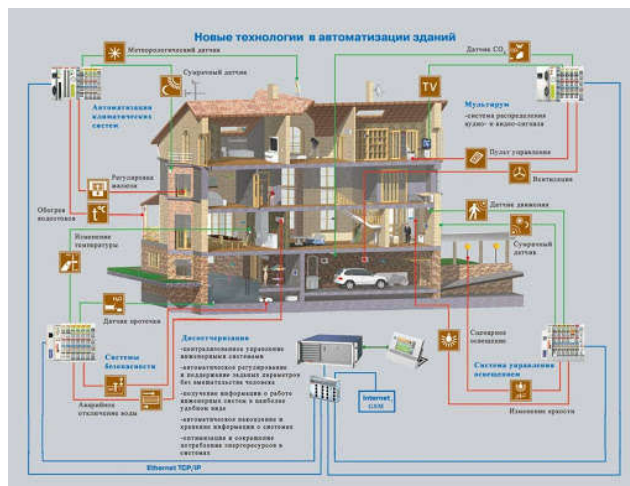 Новые технологии в автоматизации зданий
Метеорологический датчик
Сумрачный датчик
Автоматизация
климатических
систем
Регулировка
жалюзи
Обогрев
водостоков
t°C
Изменение
температуры
H₂O
Датчик протечки
Системы
безопасности
Аварийное
отключение воды
Датчик CO₂
TV
Мультирум
-система распределения
аудио- и видео-сигнала
Пульт управления
Вентиляция
Датчик движения
Сумрачный
датчик
Сценарное
освещение
Система управления
освещением
Изменение яркости
Диспетчеризация
-централизованное управление
инженерными системами
-автоматическое регулирование
и поддержание заданных параметров
без вмешательства человека
-получение информации о работе
инженерных систем в наиболее
удобном виде
-автоматическое накопление и
хранение информации о системах
-оптимизация и сокращение
потребления энергоресурсов в
системах
Internet,
GSM
Ethernet TCP/IP